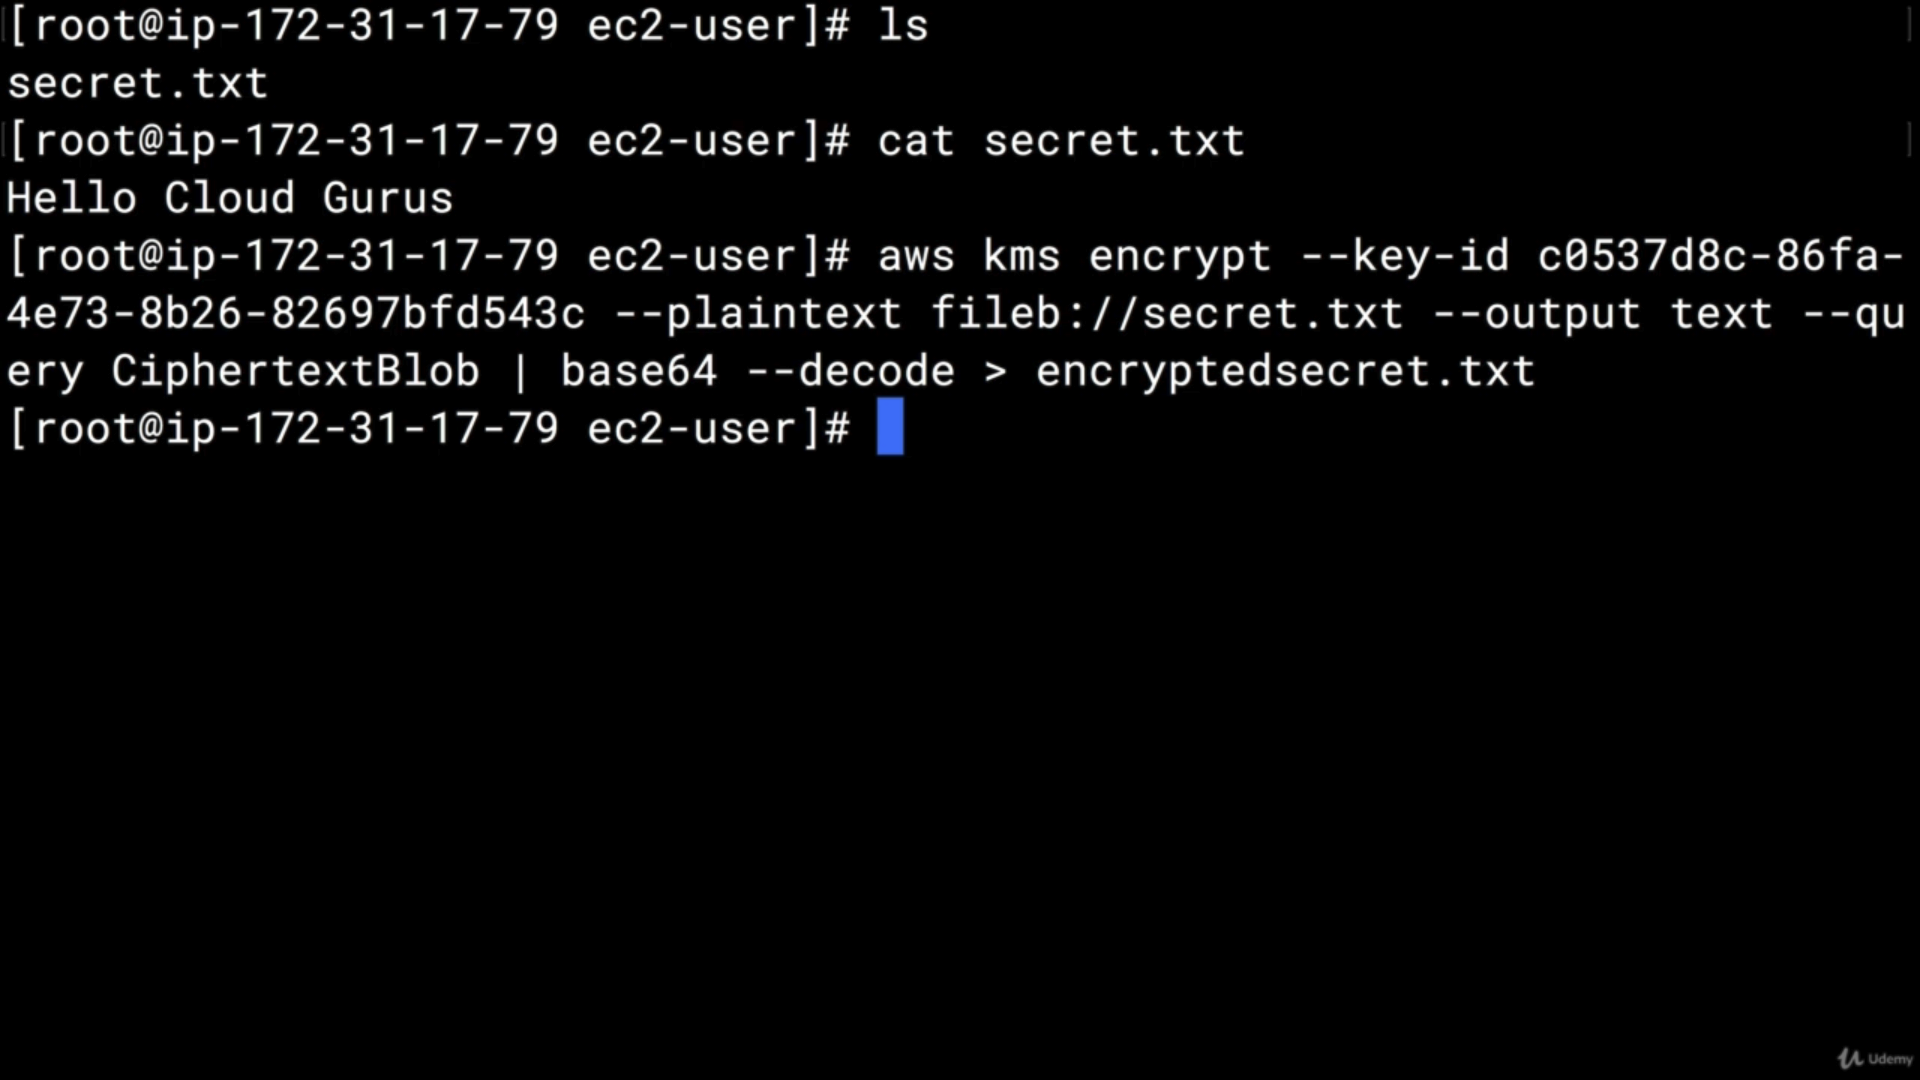 [root@ip-172-31-17-79 ec2-user]# ls
secret.txt
[root@ip-172-31-17-79 ec2-user]# cat secret.txt
Hello Cloud Gurus
[root@ip-172-31-17-79 ec2-user]# aws kms encrypt --key-id c0537d8c-86fa-
4e73-8b26-82697bfd543c --plaintext fileb://secret.txt --output text --qu
ery CiphertextBlob | base64 --decode > encryptedsecret.txt
[root@ip-172-31-17-79 ec2-user]#
Udemy